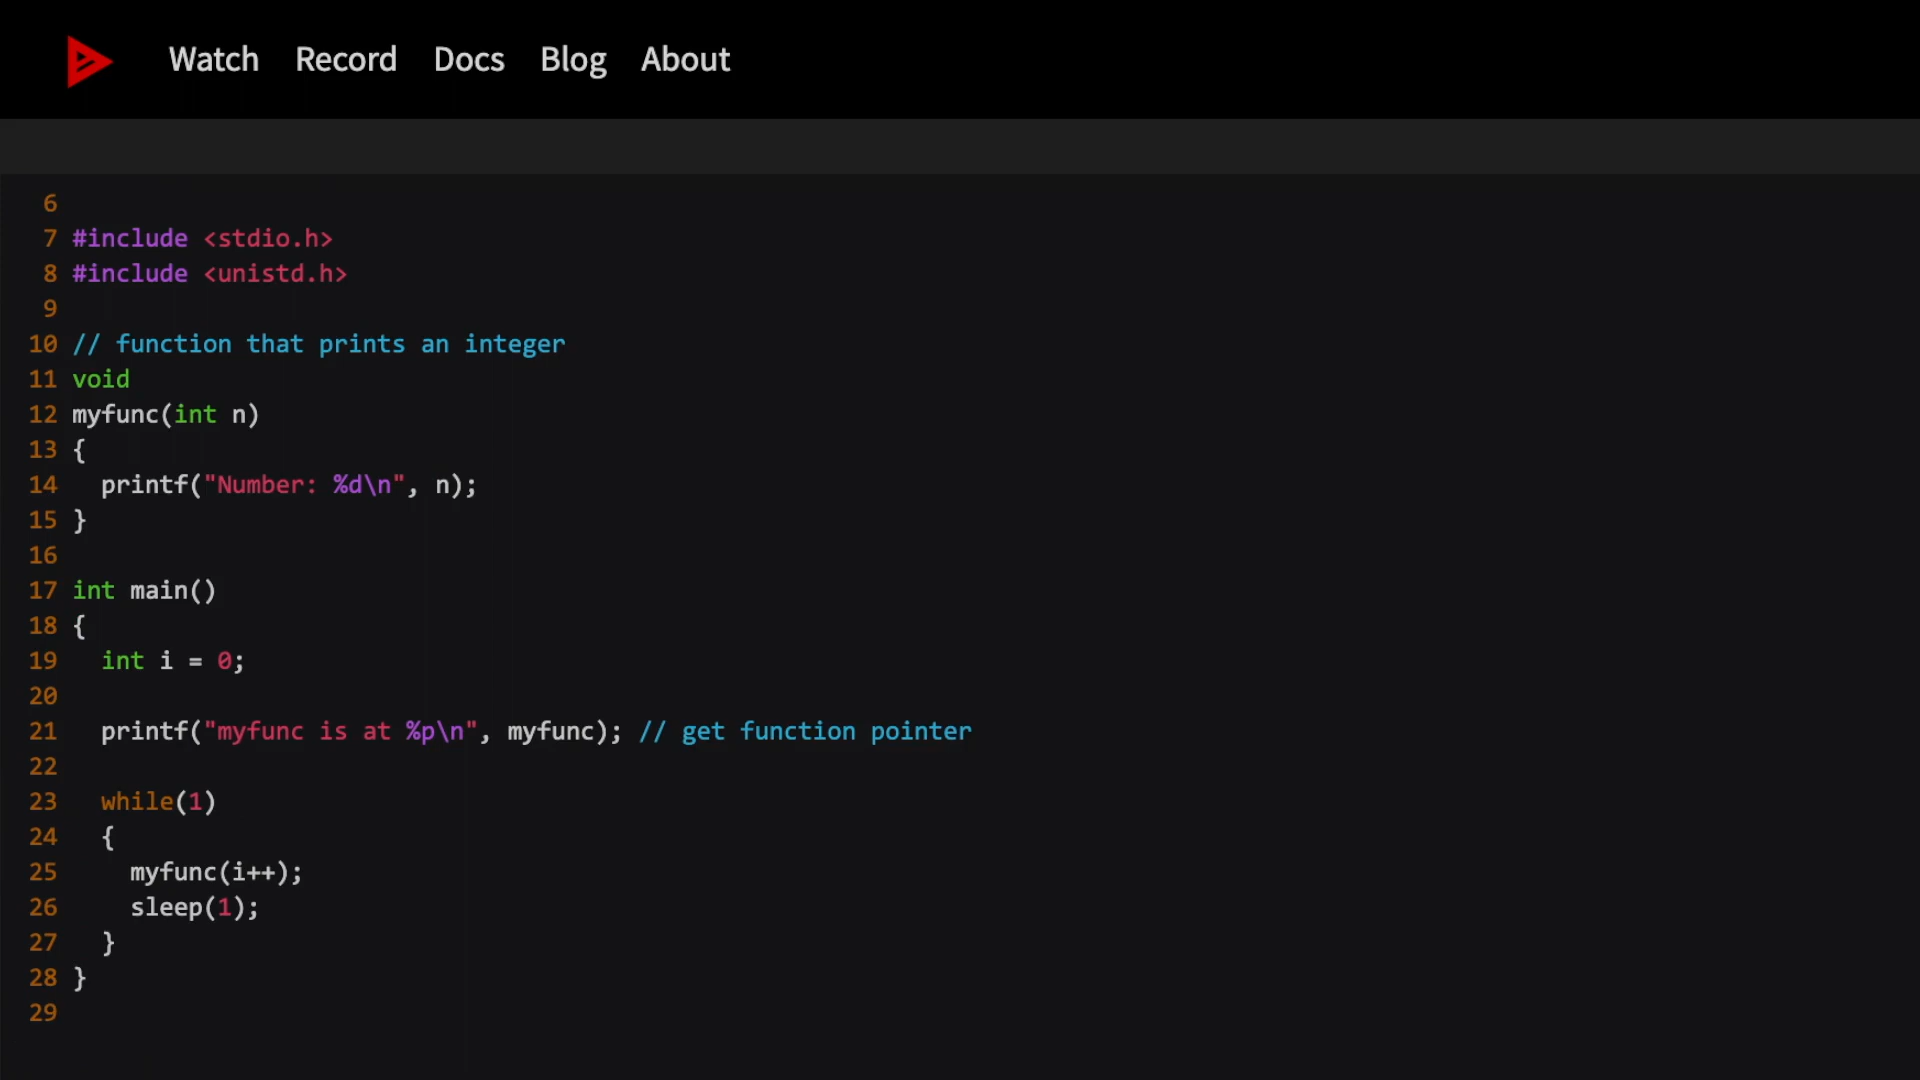 Watch Record Docs Blog About
6
7 #include <stdio.h>
8 #include <unistd.h>
9
10 // function that prints an integer
11 void
12 myfunc(int n)
13 {
14   printf("Number: %d\n", n);
15 }
16
17 int main()
18 {
19   int i = 0;
20
21   printf("myfunc is at %p\n", myfunc); // get function pointer
22
23   while(1)
24   {
25     myfunc(i++);
26     sleep(1);
27   }
28 }
29